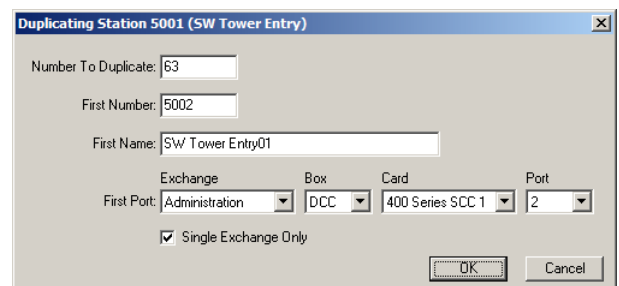 Duplicating Station 5001 (SW Tower Entry)
Number To Duplicate: 63
First Number: 5002
First Name: SW Tower Entry01
Exchange Box Card Port
First Port: Administration DCC 400 Series SCC 1 2
Single Exchange Only
OK Cancel